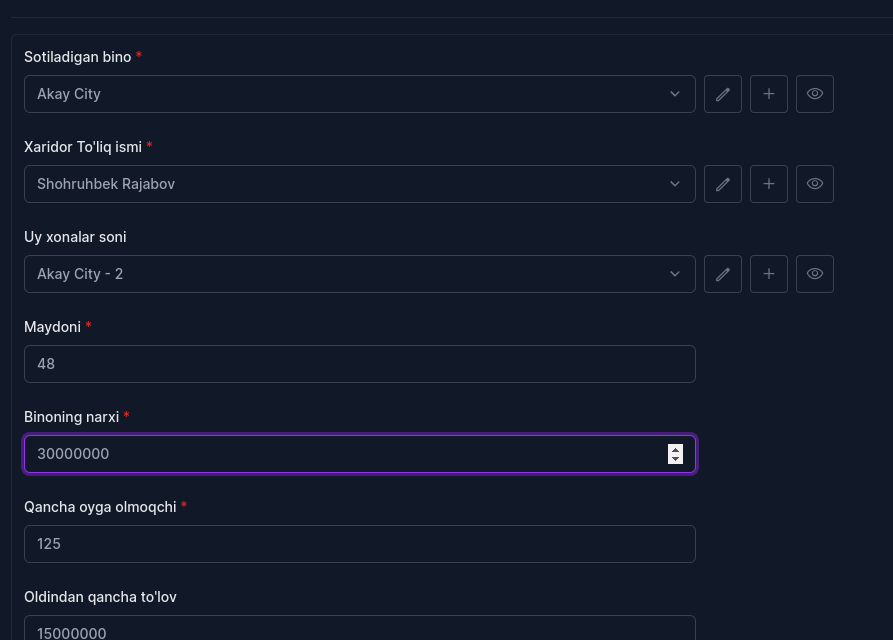 Sotiladigan bino *
Akay City
Xaridor To'liq ismi *
Shohruhbek Rajabov
Uy xonalar soni
Akay City - 2
Maydoni *
48
Binoning narxi *
30000000
Qancha oyga olmoqchi *
125
Oldindan qancha to'lov
15000000